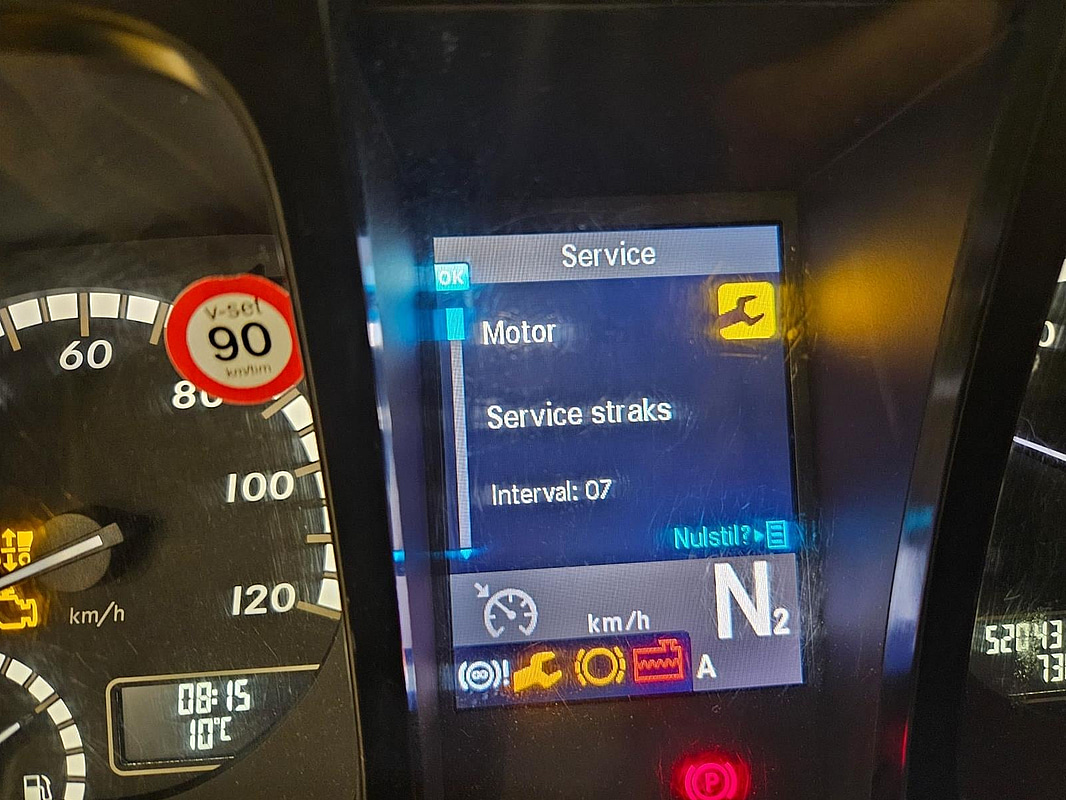 Service
OK
Motor
Service straks
Interval: 07
Nulstil?
km/h
N2
A
P
v-set
90
km/tim
60
80
100
120
km/h
08:15
10°C
52043